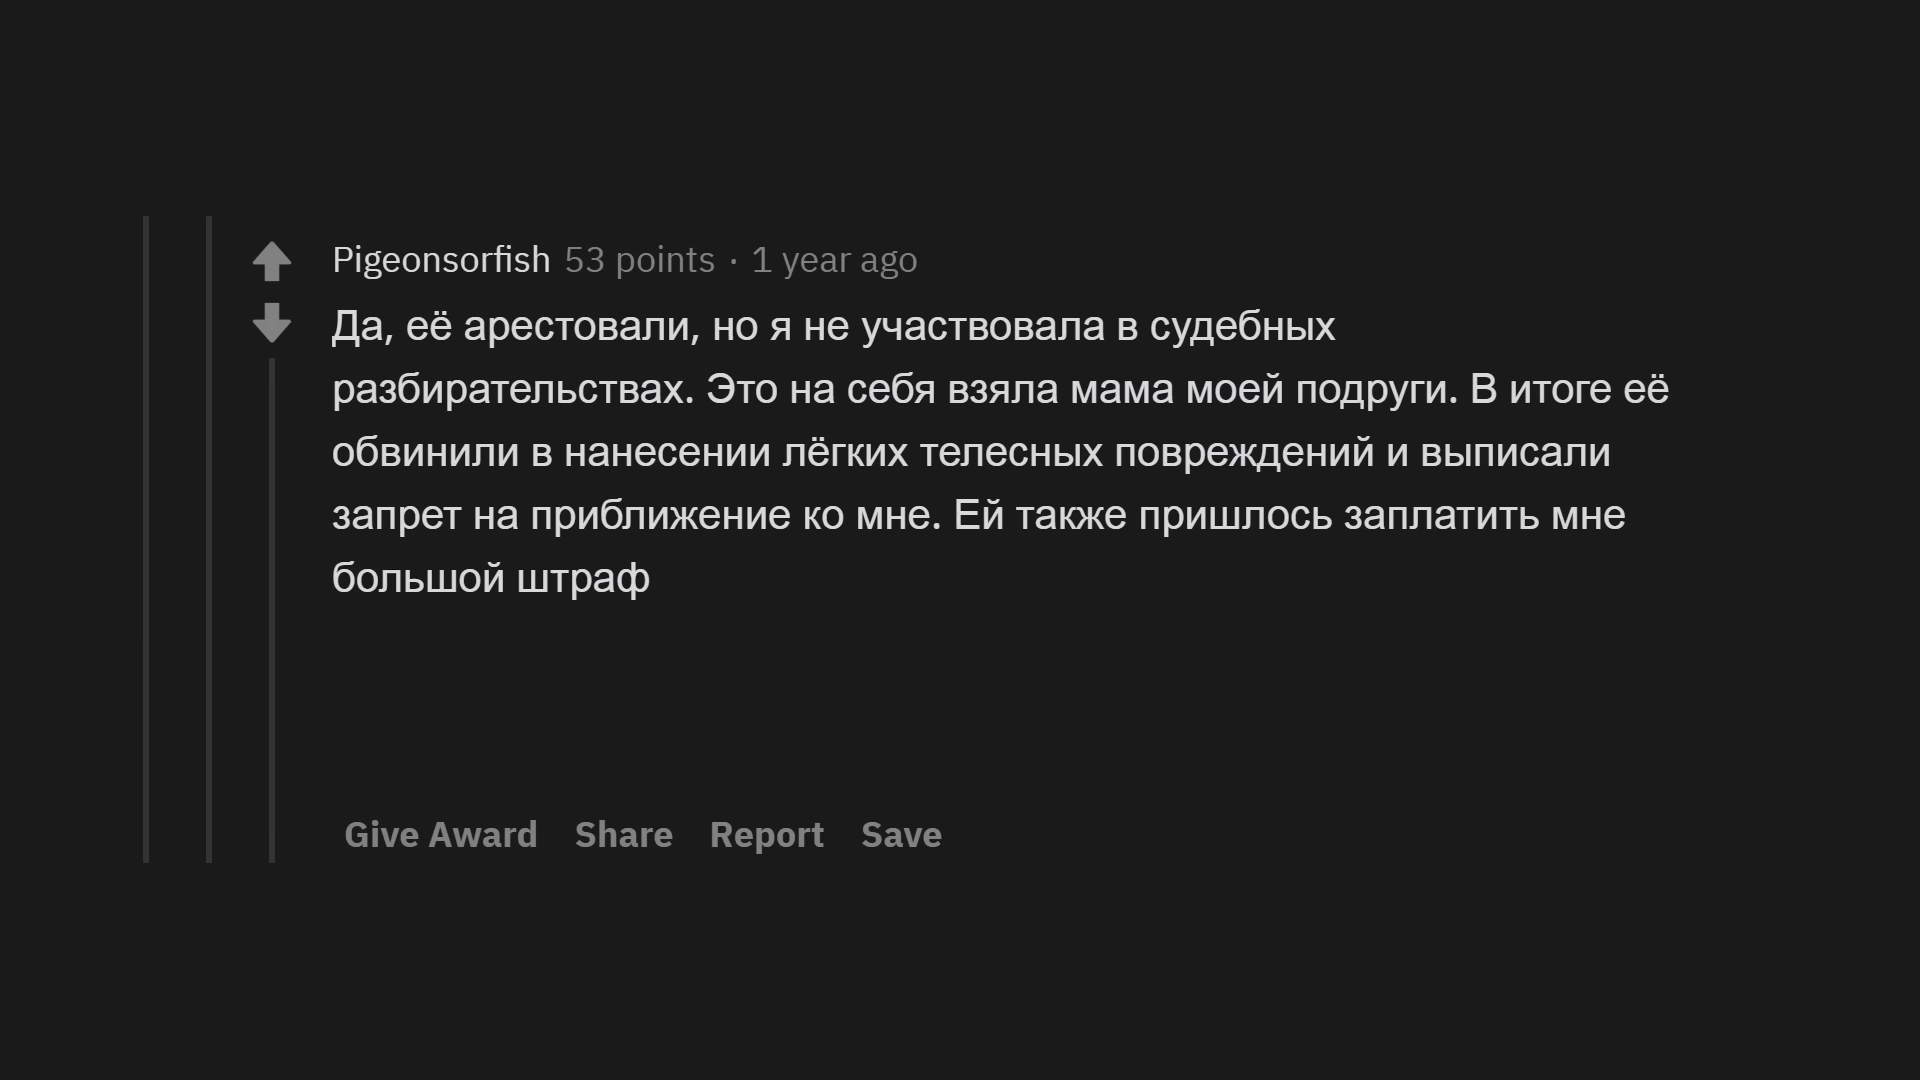 Pigeonsorfish 53 points · 1 year ago
Да, её арестовали, но я не участвовала в судебных
разбирательствах. Это на себя взяла мама моей подруги. В итоге её
обвинили в нанесении лёгких телесных повреждений и выписали
запрет на приближение ко мне. Ей также пришлось заплатить мне
большой штраф
Give Award Share Report Save